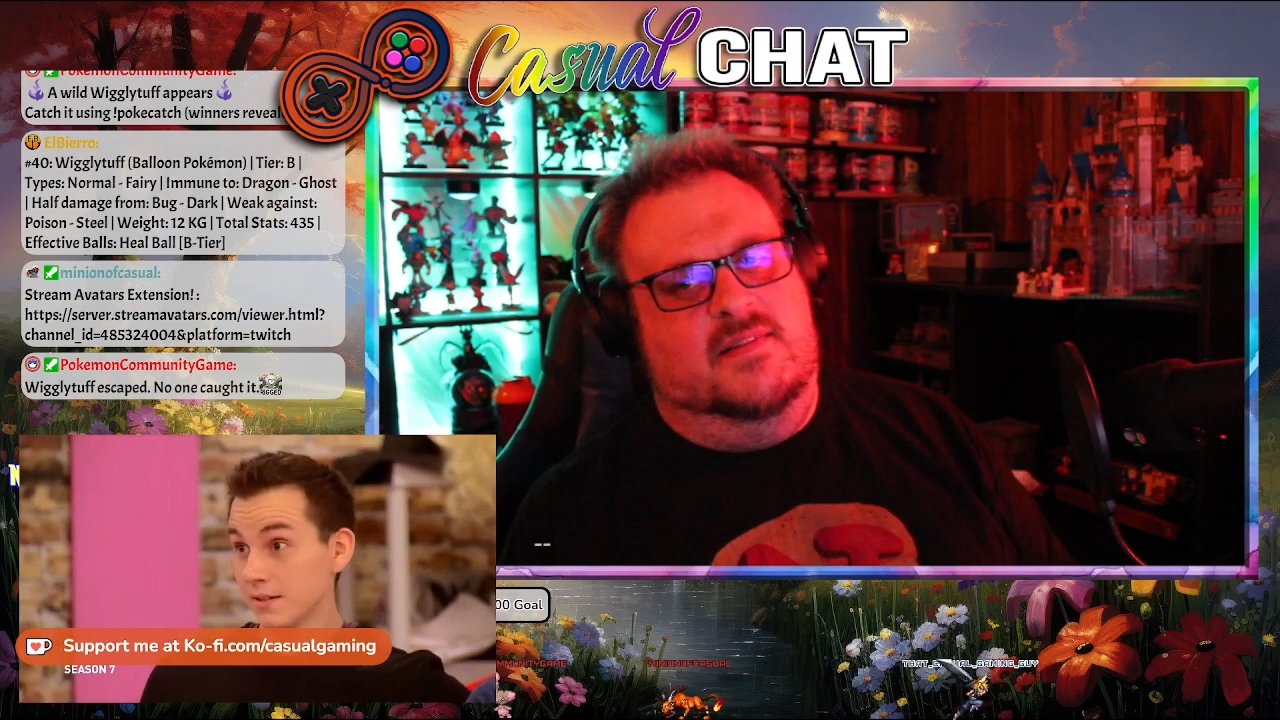 Casual CHAT
PokemonCommunityGame:
A wild Wigglytuff appears
Catch it using !pokecatch (winners reveal
ElBierro:
#40: Wigglytuff (Balloon Pokémon) | Tier: B |
Types: Normal - Fairy | Immune to: Dragon - Ghost
| Half damage from: Bug - Dark | Weak against:
Poison - Steel | Weight: 12 KG | Total Stats: 435 |
Effective Balls: Heal Ball [B-Tier]
minionofcasual:
Stream Avatars Extension! :
https://server.streamavatars.com/viewer.html?
channel_id=485324004&platform=twitch
PokemonCommunityGame:
Wigglytuff escaped. No one caught it.
RIGGED
--
00 Goal
Support me at Ko-fi.com/casualgaming
SEASON 7
MMUNITYGAME
MINIONOFCASUAL